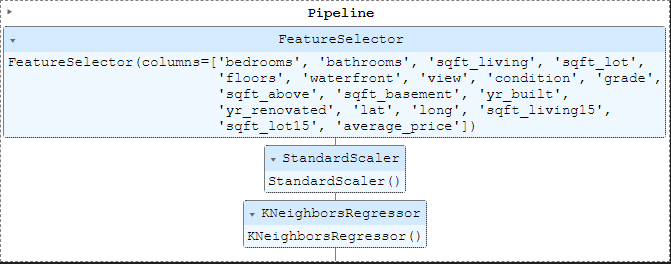 Pipeline
FeatureSelector
FeatureSelector(columns=['bedrooms', 'bathrooms', 'sqft_living', 'sqft_lot',
'floors', 'waterfront', 'view', 'condition', 'grade',
'sqft_above', 'sqft_basement', 'yr_built',
'yr_renovated', 'lat', 'long', 'sqft_living15',
'sqft_lot15', 'average_price'])
StandardScaler
StandardScaler()
KNeighborsRegressor
KNeighborsRegressor()